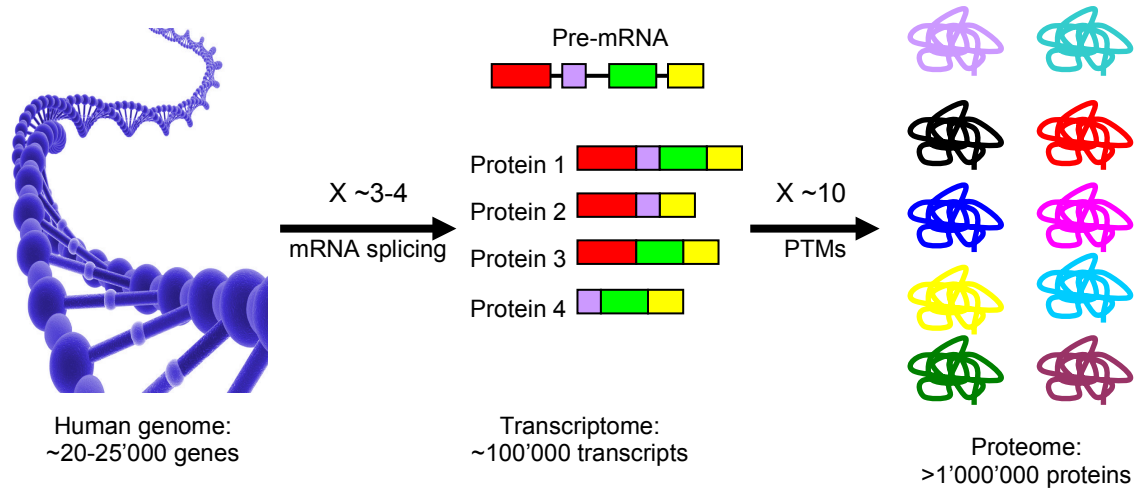 Pre-mRNA
Protein 1
Protein 2
Protein 3
Protein 4
X ~3-4
mRNA splicing
X ~10
PTMs
Human genome:
~20-25’000 genes
Transcriptome:
~100’000 transcripts
Proteome:
>1’000’000 proteins